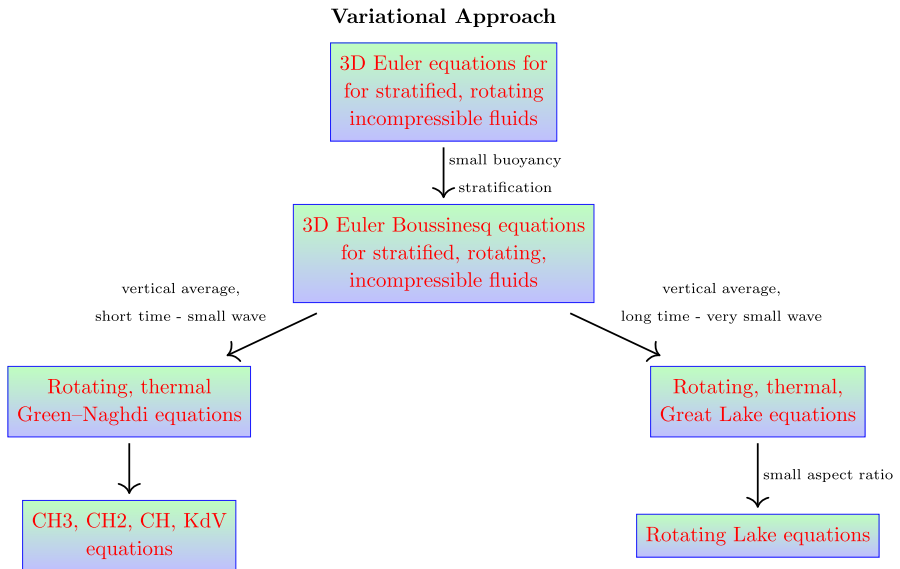 Variational Approach
3D Euler equations for
for stratified, rotating
incompressible fluids
small buoyancy
stratification
3D Euler Boussinesq equations
for stratified, rotating,
incompressible fluids
vertical average,
short time - small wave
vertical average,
long time - very small wave
Rotating, thermal
Green–Naghdi equations
Rotating, thermal,
Great Lake equations
small aspect ratio
CH3, CH2, CH, KdV
equations
Rotating Lake equations